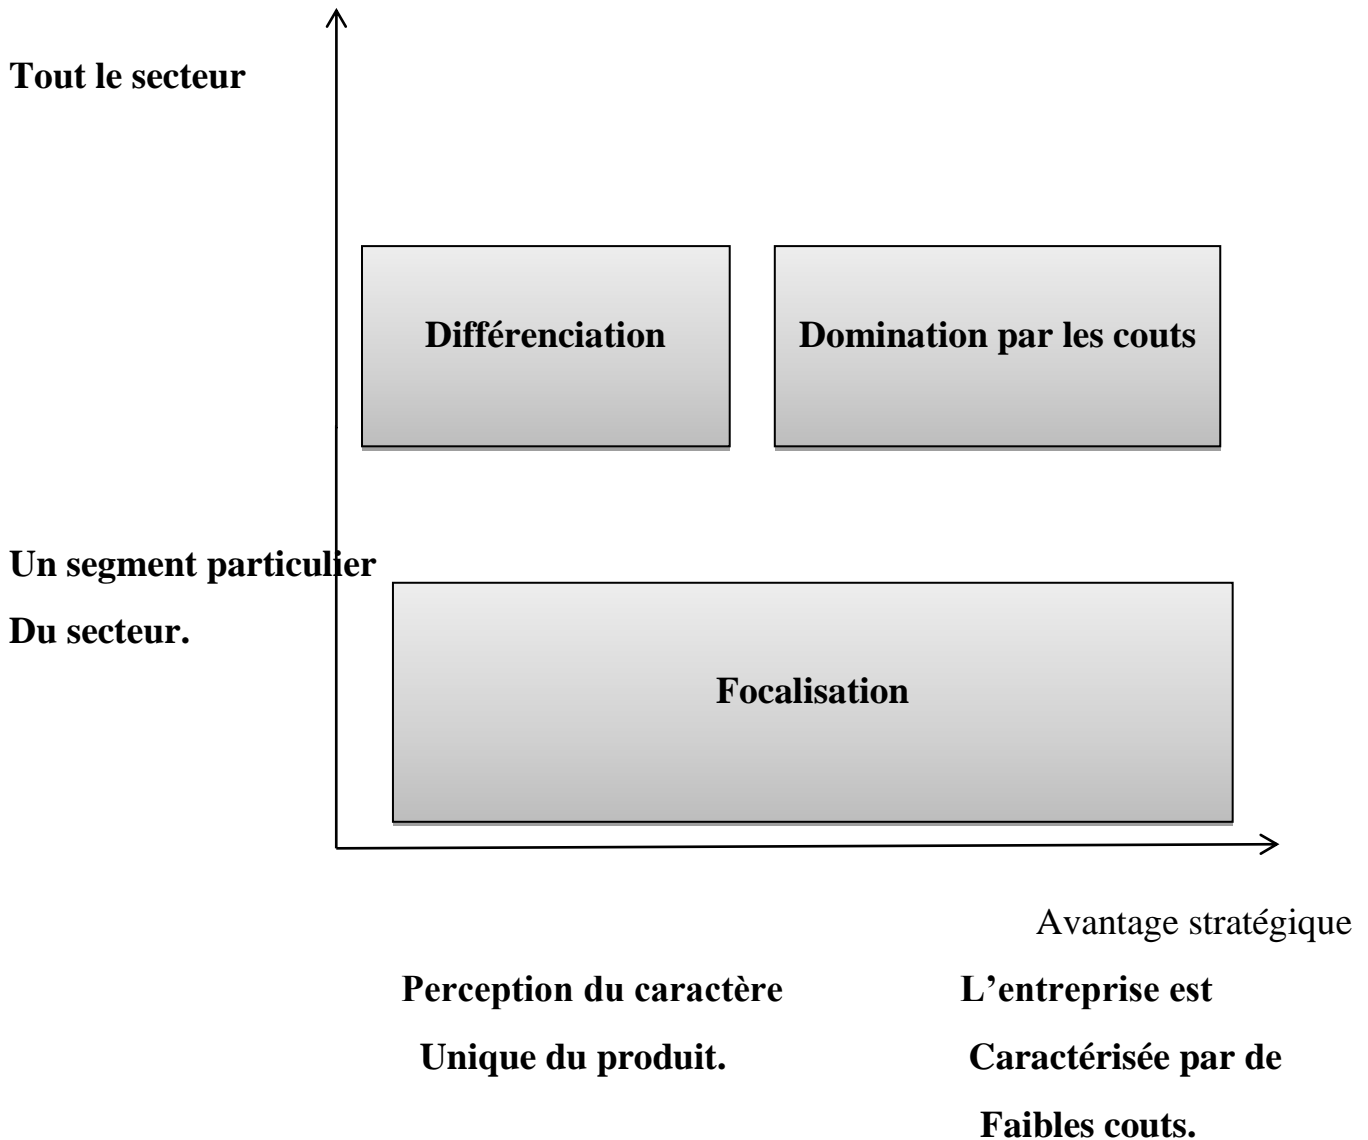 Tout le secteur
Différenciation
Domination par les couts
Un segment particulier
Du secteur.
Focalisation
Avantage stratégique
Perception du caractère
Unique du produit.
L’entreprise est
Caractérisée par de
Faibles couts.